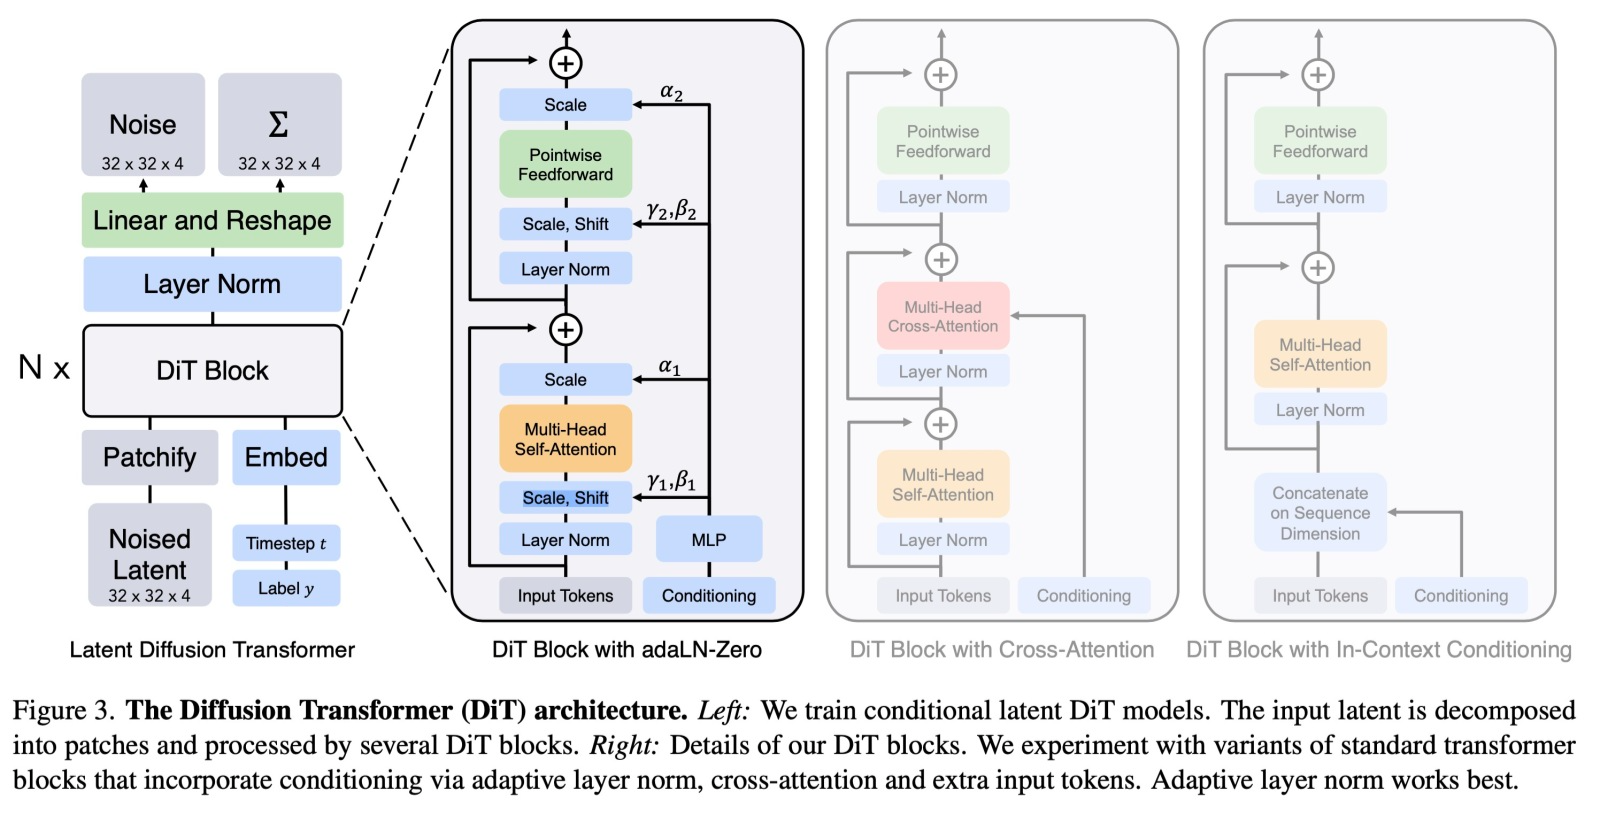 Noise
32 x 32 x 4
Σ
32 x 32 x 4
Linear and Reshape
Layer Norm
N x
DiT Block
Patchify
Embed
Noised
Latent
32 x 32 x 4
Timestep t
Label y
Latent Diffusion Transformer
Scale
α₂
Pointwise
Feedforward
Scale, Shift
γ₂,β₂
Layer Norm
Scale
α₁
Multi-Head
Self-Attention
Scale, Shift
γ₁,β₁
Layer Norm
MLP
Input Tokens
Conditioning
DiT Block with adaLN-Zero
Pointwise
Feedforward
Layer Norm
Multi-Head
Cross-Attention
Layer Norm
Multi-Head
Self-Attention
Layer Norm
Input Tokens
Conditioning
DiT Block with Cross-Attention
Pointwise
Feedforward
Layer Norm
Multi-Head
Self-Attention
Layer Norm
Concatenate
on Sequence
Dimension
Input Tokens
Conditioning
DiT Block with In-Context Conditioning
Figure 3. The Diffusion Transformer (DiT) architecture. Left: We train conditional latent DiT models. The input latent is decomposed
into patches and processed by several DiT blocks. Right: Details of our DiT blocks. We experiment with variants of standard transformer
blocks that incorporate conditioning via adaptive layer norm, cross-attention and extra input tokens. Adaptive layer norm works best.